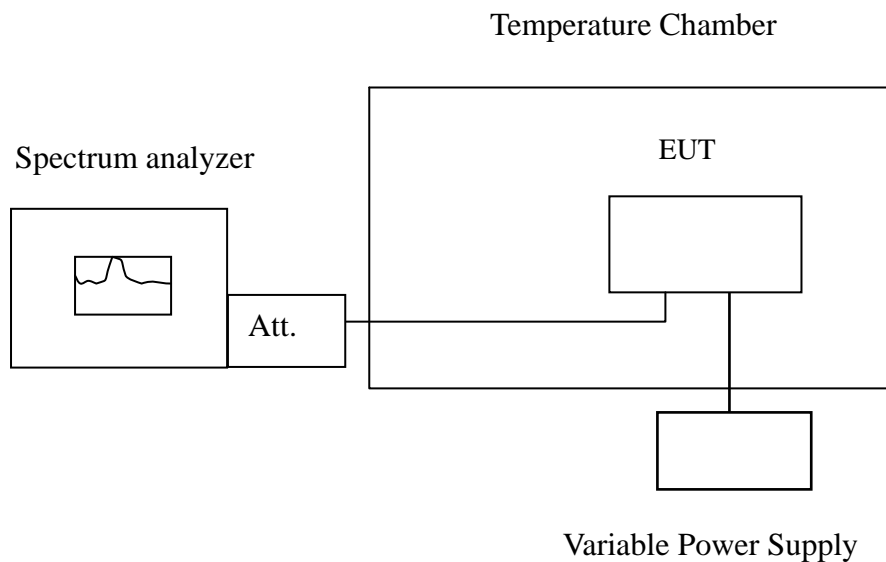 Temperature Chamber
Spectrum analyzer
EUT
Att.
Variable Power Supply